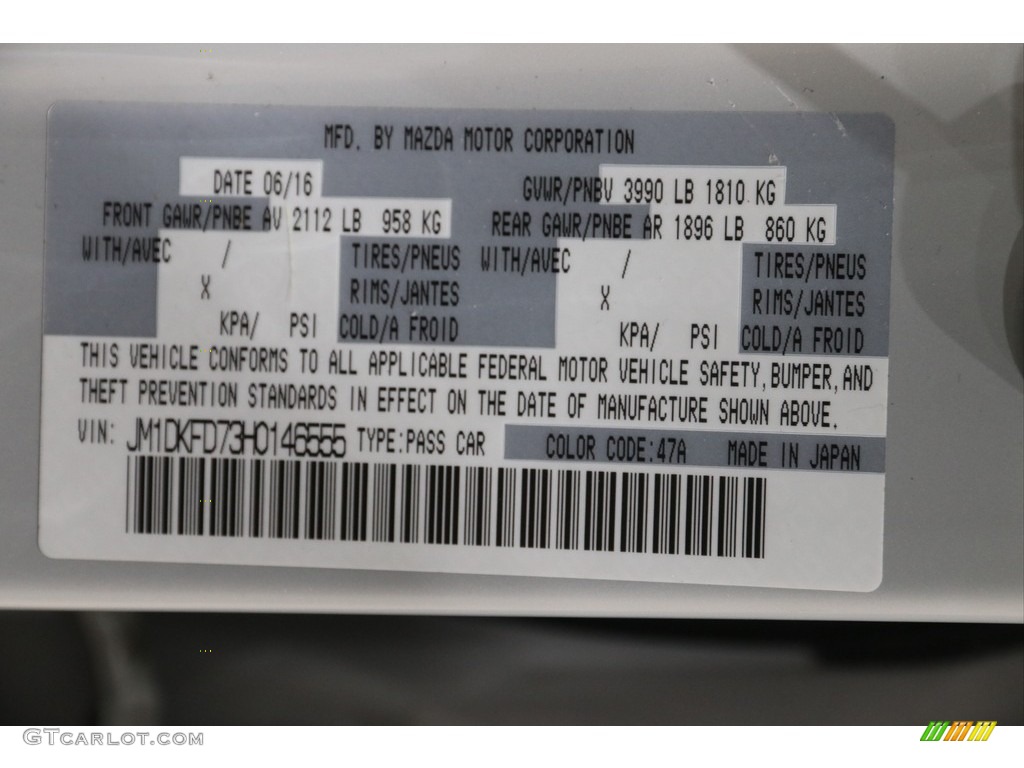 MFD. BY MAZDA MOTOR CORPORATION
DATE 06/16 GVWR/PNBV 3990 LB 1810 KG
FRONT GAWR/PNBE AV 2112 LB 958 KG REAR GAWR/PNBE AR 1896 LB 860 KG
WITH/AVEC / TIRES/PNEUS WITH/AVEC / TIRES/PNEUS
X RIMS/JANTES X RIMS/JANTES
KPA/ PSI COLD/A FROID KPA/ PSI COLD/A FROID
THIS VEHICLE CONFORMS TO ALL APPLICABLE FEDERAL MOTOR VEHICLE SAFETY, BUMPER, AND
THEFT PREVENTION STANDARDS IN EFFECT ON THE DATE OF MANUFACTURE SHOWN ABOVE.
VIN: JM1DKFD73H0146555 TYPE:PASS CAR COLOR CODE:47A MADE IN JAPAN
GTCARLOT.COM